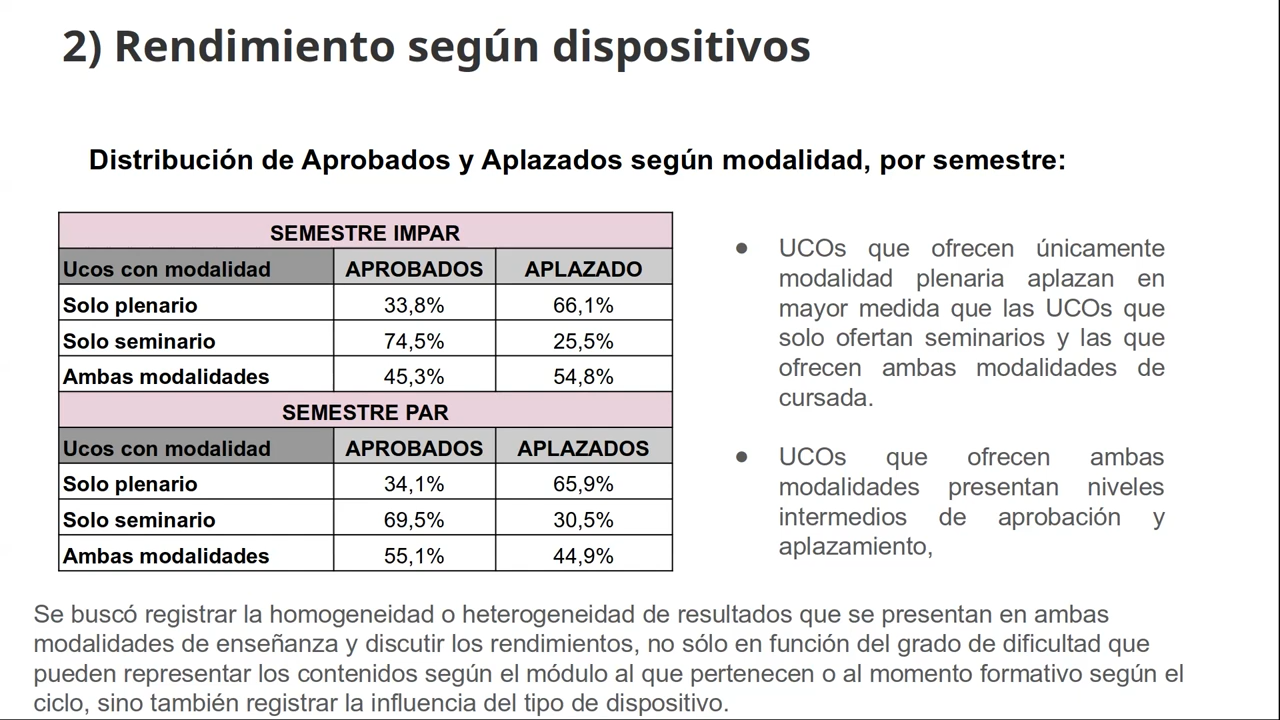 2) Rendimiento según dispositivos
Distribución de Aprobados y Aplazados según modalidad, por semestre:
SEMESTRE IMPAR
Ucos con modalidad APROBADOS APLAZADO
Solo plenario 33,8% 66,1%
Solo seminario 74,5% 25,5%
Ambas modalidades 45,3% 54,8%
SEMESTRE PAR
Ucos con modalidad APROBADOS APLAZADOS
Solo plenario 34,1% 65,9%
Solo seminario 69,5% 30,5%
Ambas modalidades 55,1% 44,9%
● UCOs que ofrecen únicamente
modalidad plenaria aplazan en
mayor medida que las UCOs que
solo ofertan seminarios y las que
ofrecen ambas modalidades de
cursada.
● UCOs que ofrecen ambas
modalidades presentan niveles
intermedios de aprobación y
aplazamiento,
Se buscó registrar la homogeneidad o heterogeneidad de resultados que se presentan en ambas
modalidades de enseñanza y discutir los rendimientos, no sólo en función del grado de dificultad que
pueden representar los contenidos según el módulo al que pertenecen o al momento formativo según el
ciclo, sino también registrar la influencia del tipo de dispositivo.